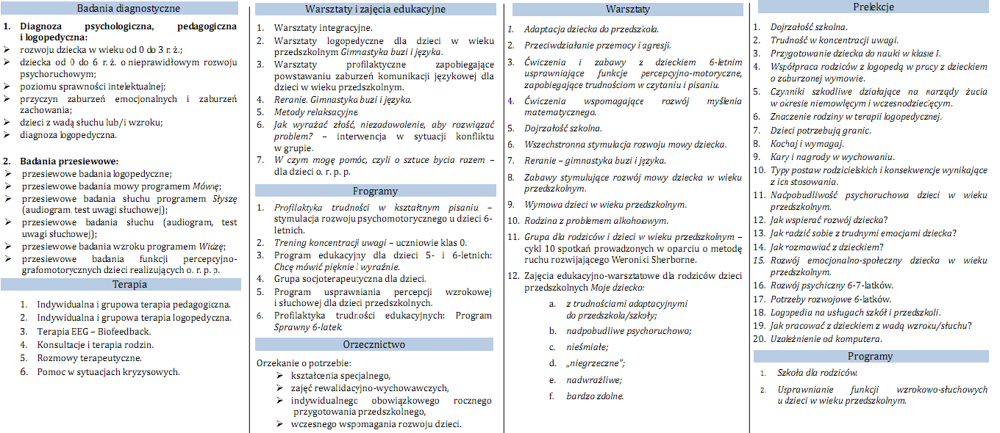 Badania diagnostyczne
1. Diagnoza psychologiczna, pedagogiczna
i logopedyczna:
➢ rozwoju dziecka w wieku od 0 do 3 r. ż.;
➢ dziecka od 0 do 6 r. ż. o nieprawidłowym rozwoju
psychoruchowym;
➢ poziomu sprawności intelektualnej;
➢ przyczyn zaburzeń emocjonalnych i zaburzeń
zachowania;
➢ dzieci z wadą słuchu lub/i wzroku;
➢ diagnoza logopedyczna.
2. Badania przesiewowe:
➢ przesiewowe badania logopedyczne;
➢ przesiewowe badania mowy programem Mówię;
➢ przesiewowe badania słuchu programem Słyszę
(audiogram, test uwagi słuchowej);
➢ przesiewowe badania słuchu (audiogram, test
uwagi słuchowej);
➢ przesiewowe badania wzroku programem Widzę;
➢ przesiewowe badania funkcji percepcyjno-
grafomotorycznych dzieci realizujących o. r. p. p.
Terapia
1. Indywidualna i grupowa terapia pedagogiczna.
2. Indywidualna i grupowa terapia logopedyczna.
3. Terapia EEG – Biofeedback.
4. Konsultacje i terapia rodzin.
5. Rozmowy terapeutyczne.
6. Pomoc w sytuacjach kryzysowych.
Warsztaty i zajęcia edukacyjne
1. Warsztaty integracyjne.
2. Warsztaty logopedyczne dla dzieci w wieku
przedszkolnym Gimnastyka buzi i języka.
3. Warsztaty profilaktyczne zapobiegające
powstawaniu zaburzeń komunikacji językowej dla
dzieci w wieku przedszkolnym.
4. Reranie. Gimnastyka buzi i języka.
5. Metody relaksacyjne.
6. Jak wyrażać złość, niezadowolenie, aby rozwiązać
problem? – interwencja w sytuacji konfliktu
w grupie.
7. W czym mogę pomóc, czyli o sztuce bycia razem –
dla dzieci o. r. p. p.
Programy
1. Profilaktyka trudności w kształtnym pisaniu –
stymulacja rozwoju psychomotorycznego u dzieci 6-
letnich.
2. Trening koncentracji uwagi – uczniowie klas 0.
3. Program edukacyjny dla dzieci 5- i 6-letnich:
Chcę mówić pięknie i wyraźnie.
4. Grupa socjoterapeutyczna dla dzieci.
5. Program usprawniania percepcji wzrokowej
i słuchowej dla dzieci przedszkolnych.
6. Profilaktyka trudności edukacyjnych: Program
Sprawny 6-latek.
Orzecznictwo
Orzekanie o potrzebie:
➢ kształcenia specjalnego,
➢ zajęć rewalidacyjno-wychowawczych,
➢ indywidualnego obowiązkowego rocznego
przygotowania przedszkolnego,
➢ wczesnego wspomagania rozwoju dzieci.
Warsztaty
1. Adaptacja dziecka do przedszkola.
2. Przeciwdziałanie przemocy i agresji.
3. Ćwiczenia i zabawy z dzieckiem 6-letnim
usprawniające funkcje percepcyjno-motoryczne,
zapobiegające trudnościom w czytaniu i pisaniu.
4. Ćwiczenia wspomagające rozwój myślenia
matematycznego.
5. Dojrzałość szkolna.
6. Wszechstronna stymulacja rozwoju mowy dziecka.
7. Reranie – gimnastyka buzi i języka.
8. Zabawy stymulujące rozwój mowy dziecka w wieku
przedszkolnym.
9. Wymowa dzieci w wieku przedszkolnym.
10. Rodzina z problemem alkoholowym.
11. Grupa dla rodziców i dzieci w wieku przedszkolnym –
cykl 10 spotkań prowadzonych w oparciu o metodę
ruchu rozwijającego Weroniki Sherborne.
12. Zajęcia edukacyjno-warsztatowe dla rodziców dzieci
przedszkolnych Moje dziecko:
a. z trudnościami adaptacyjnymi
do przedszkola/szkoły;
b. nadpobudliwe psychoruchowo;
c. nieśmiałe;
d. „niegrzeczne”;
e. nadwrażliwe;
f. bardzo zdolne.
Prelekcje
1. Dojrzałość szkolna.
2. Trudność w koncentracji uwagi.
3. Przygotowanie dziecka do nauki w klasie I.
4. Współpraca rodziców z logopedą w pracy z dzieckiem
o zaburzonej wymowie.
5. Czynniki szkodliwe działające na narządy żucia
w okresie niemowlęcym i wczesnodziecięcym.
6. Znaczenie rodziny w terapii logopedycznej.
7. Dzieci potrzebują granic.
8. Kochaj i wymagaj.
9. Kary i nagrody w wychowaniu.
10. Typy postaw rodzicielskich i konsekwencje wynikające
z ich stosowania.
11. Nadpobudliwość psychoruchowa dzieci w wieku
przedszkolnym.
12. Jak wspierać rozwój dziecka?
13. Jak radzić sobie z trudnymi emocjami dziecka?
14. Jak rozmawiać z dzieckiem?
15. Rozwój emocjonalno-społeczny dziecka w wieku
przedszkolnym.
16. Rozwój psychiczny 6-7-latków.
17. Potrzeby rozwojowe 6-latków.
18. Logopedia na usługach szkół i przedszkoli.
19. Jak pracować z dzieckiem z wadą wzroku/słuchu?
20. Uzależnienie od komputera.
Programy
1. Szkoła dla rodziców.
2. Usprawnianie funkcji wzrokowo-słuchowych
u dzieci w wieku przedszkolnym.